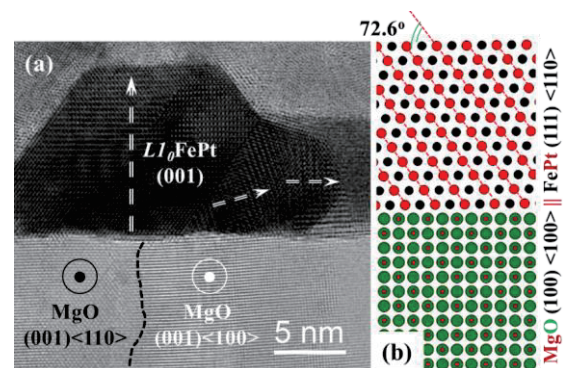 (a)
L1₀FePt
(001)
MgO
(001)<110>
MgO
(001)<100>
5 nm
72.6°
(b)
MgO (100) <100> || FePt (111) <110>